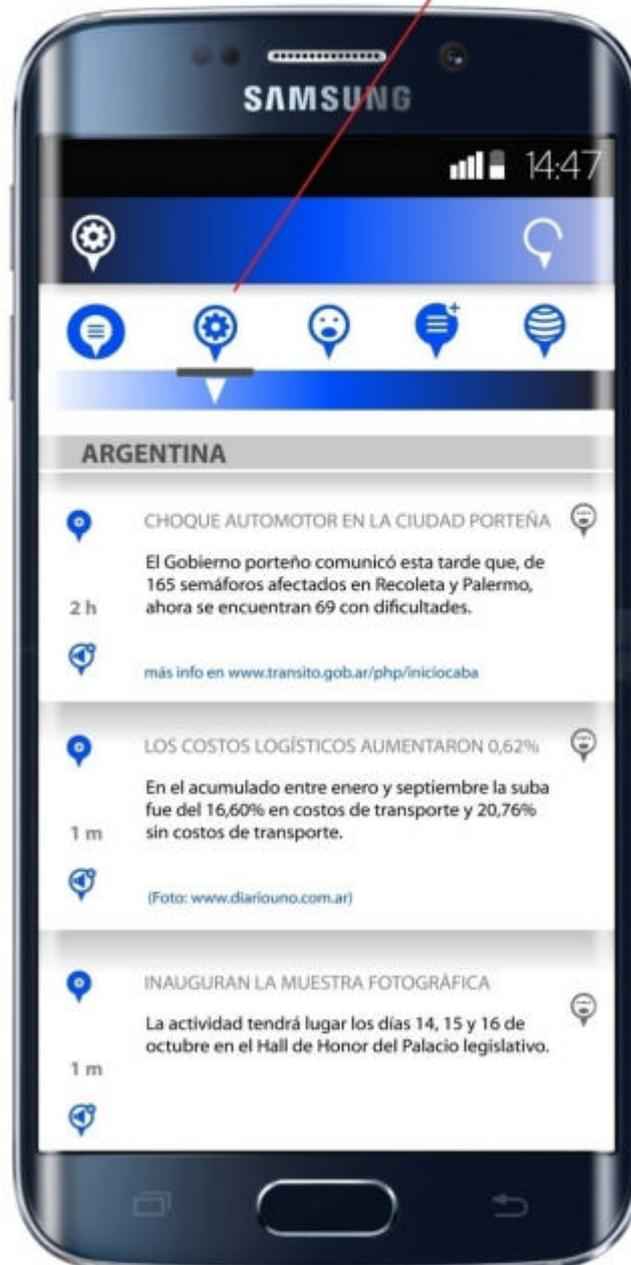 SAMSUNG
14:47
ARGENTINA
CHOQUE AUTOMOTOR EN LA CIUDAD PORTEÑA
El Gobierno porteño comunicó esta tarde que, de
165 semáforos afectados en Recoleta y Palermo,
2 h
ahora se encuentran 69 con dificultades.
más info en www.transito.gob.ar/php/iniciocaba
LOS COSTOS LOGÍSTICOS AUMENTARON 0,62%
En el acumulado entre enero y septiembre la suba
fue del 16,60% en costos de transporte y 20,76%
1 m
sin costos de transporte.
(Foto: www.diariouno.com.ar)
INAUGURAN LA MUESTRA FOTOGRÁFICA
La actividad tendrá lugar los días 14, 15 y 16 de
octubre en el Hall de Honor del Palacio legislativo.
1 m